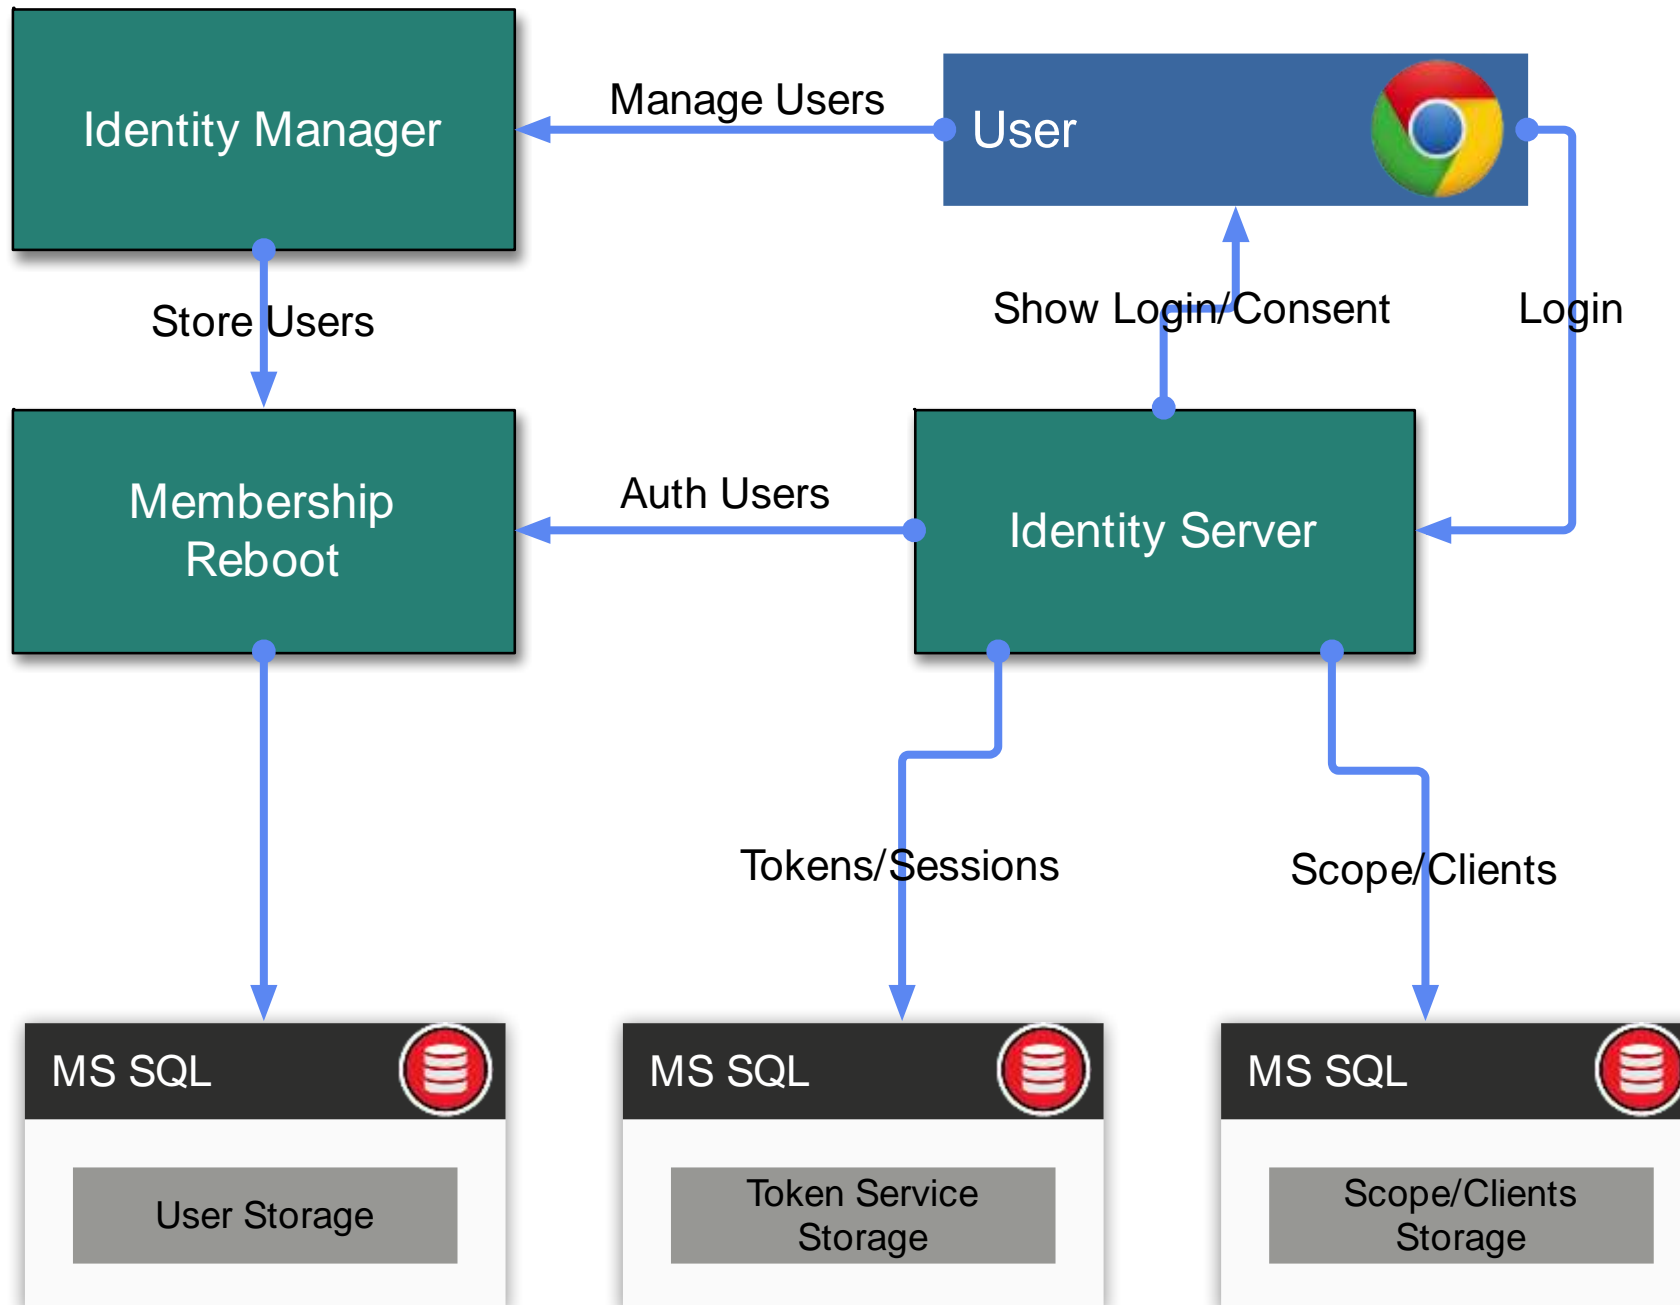 Identity Manager
Manage Users
User
Store Users
Show Login/Consent
Login
Membership
Reboot
Auth Users
Identity Server
Tokens/Sessions
Scope/Clients
MS SQL
User Storage
MS SQL
Token Service
Storage
MS SQL
Scope/Clients
Storage